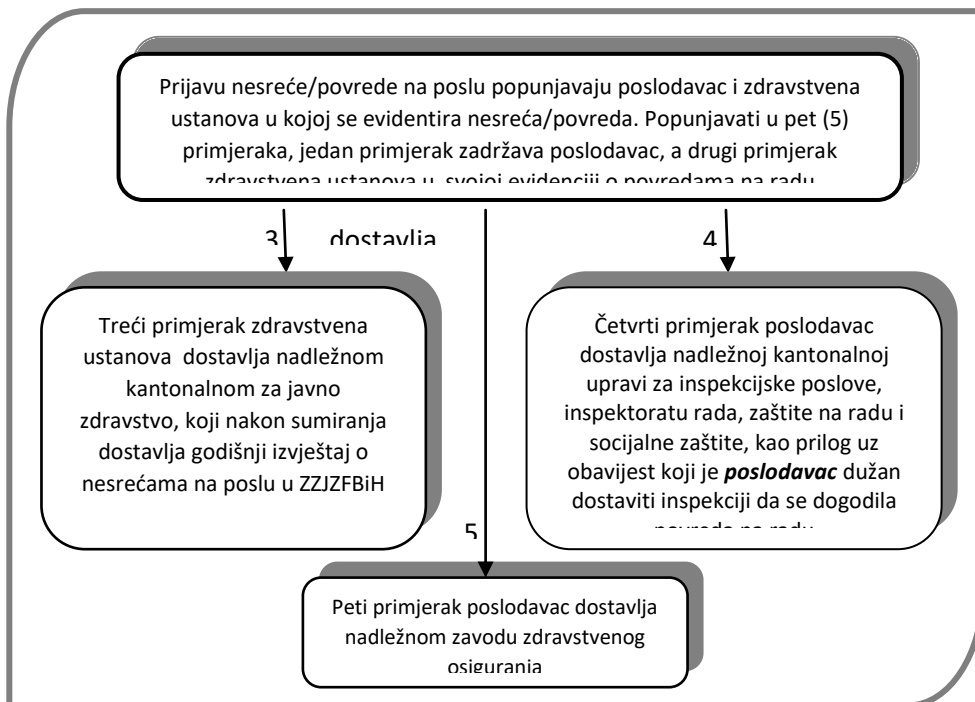 Prijavu nesreće/povrede na poslu popunjavaju poslodavac i zdravstvena
ustanova u kojoj se evidentira nesreća/povreda. Popunjavati u pet (5)
primjeraka, jedan primjerak zadržava poslodavac, a drugi primjerak
zdravstvena ustanova u svojoj evidenciji o povredama na radu
3 dostavlja
4
Treći primjerak zdravstvena
ustanova dostavlja nadležnom
kantonalnom za javno
zdravstvo, koji nakon sumiranja
dostavlja godišnji izvještaj o
nesrećama na poslu u ZZJZFBiH
Četvrti primjerak poslodavac
dostavlja nadležnoj kantonalnoj
upravi za inspekcijske poslove,
inspektoratu rada, zaštite na radu i
socijalne zaštite, kao prilog uz
obavijest koji je poslodavac dužan
dostaviti inspekciji da se dogodila
povreda na radu
5
Peti primjerak poslodavac dostavlja
nadležnom zavodu zdravstvenog
osiguranja